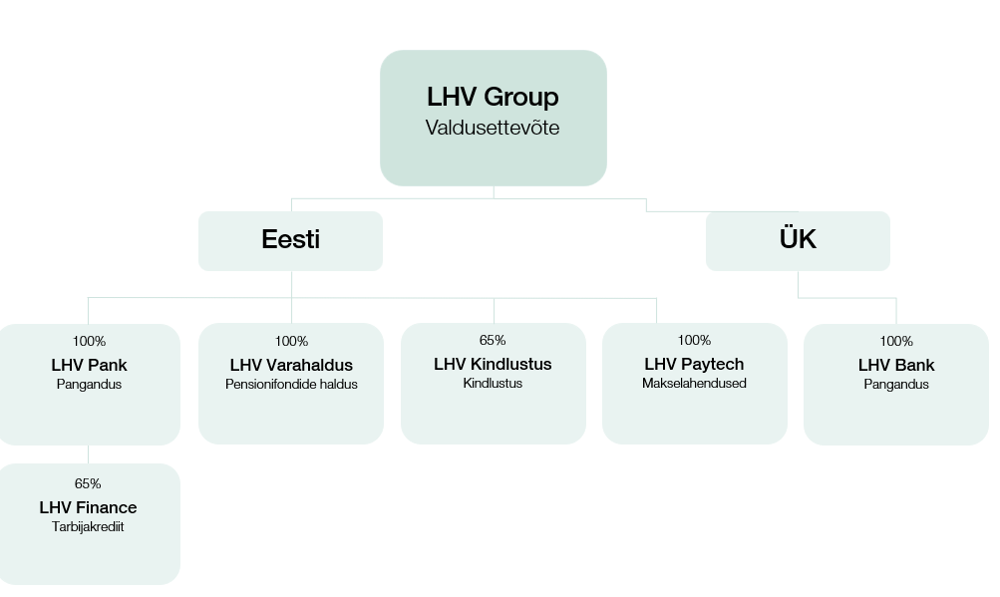 LHV Group
Valdusettevõte
Eesti
ÜK
100%
LHV Pank
Pangandus
100%
LHV Varahaldus
Pensionifondide haldus
65%
LHV Kindlustus
Kindlustus
100%
LHV Paytech
Makselahendused
100%
LHV Bank
Pangandus
65%
LHV Finance
Tarbijakrediit